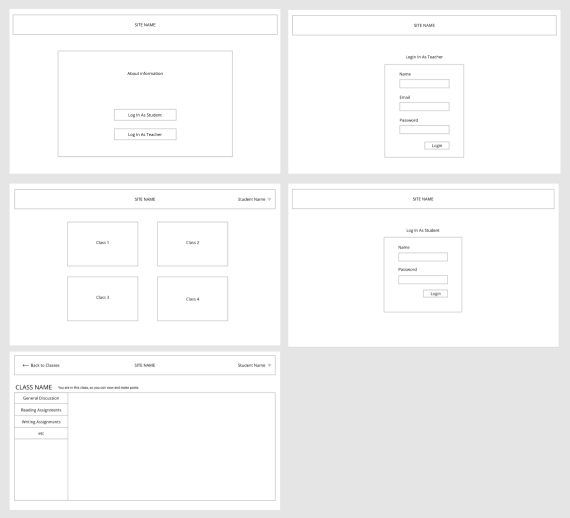 SITE NAME
About Information
Log In As Student
Log In As Teacher
SITE NAME
Login In As Teacher
Name
Email
Password
Login
SITE NAME
Student Name
Class 1
Class 2
Class 3
Class 4
SITE NAME
Log In As Student
Name
Password
Login
← Back to Classes
SITE NAME
Student Name
CLASS NAME You are in this class, so you can view and make posts.
General Discussion
Reading Assignments
Writing Assignments
etc